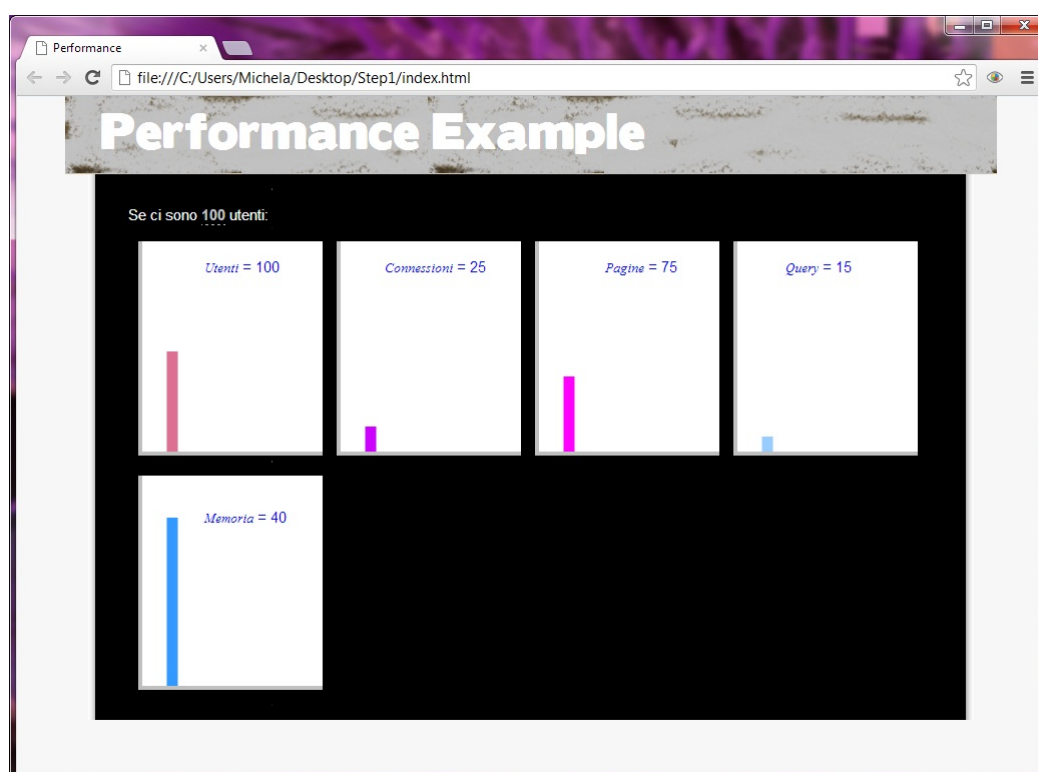 Performance
file:///C:/Users/Michela/Desktop/Step1/index.html
Performance Example
Se ci sono 100 utenti:
Utenti = 100
Connessioni = 25
Pagine = 75
Query = 15
Memoria = 40